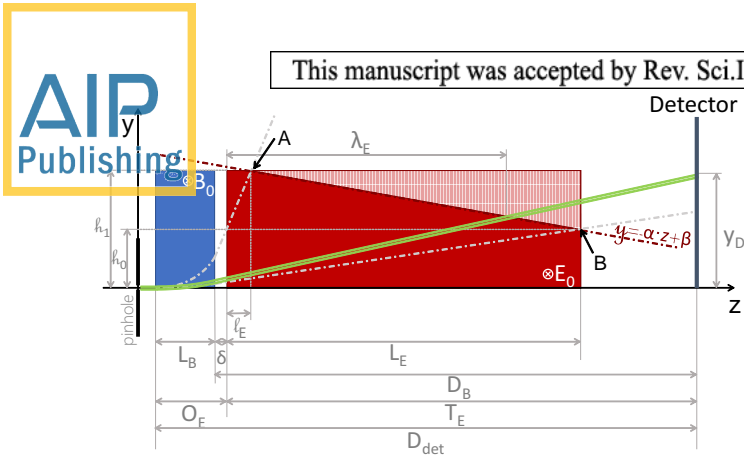 AIP
Publishing
This manuscript was accepted by Rev. Sci.I
Detector
y
A
λE
⊗B0
h1
h0
y=α·z+β
yD
B
⊗E0
z
pinhole
ℓE
LB
δ
LE
DB
OE
TE
Ddet